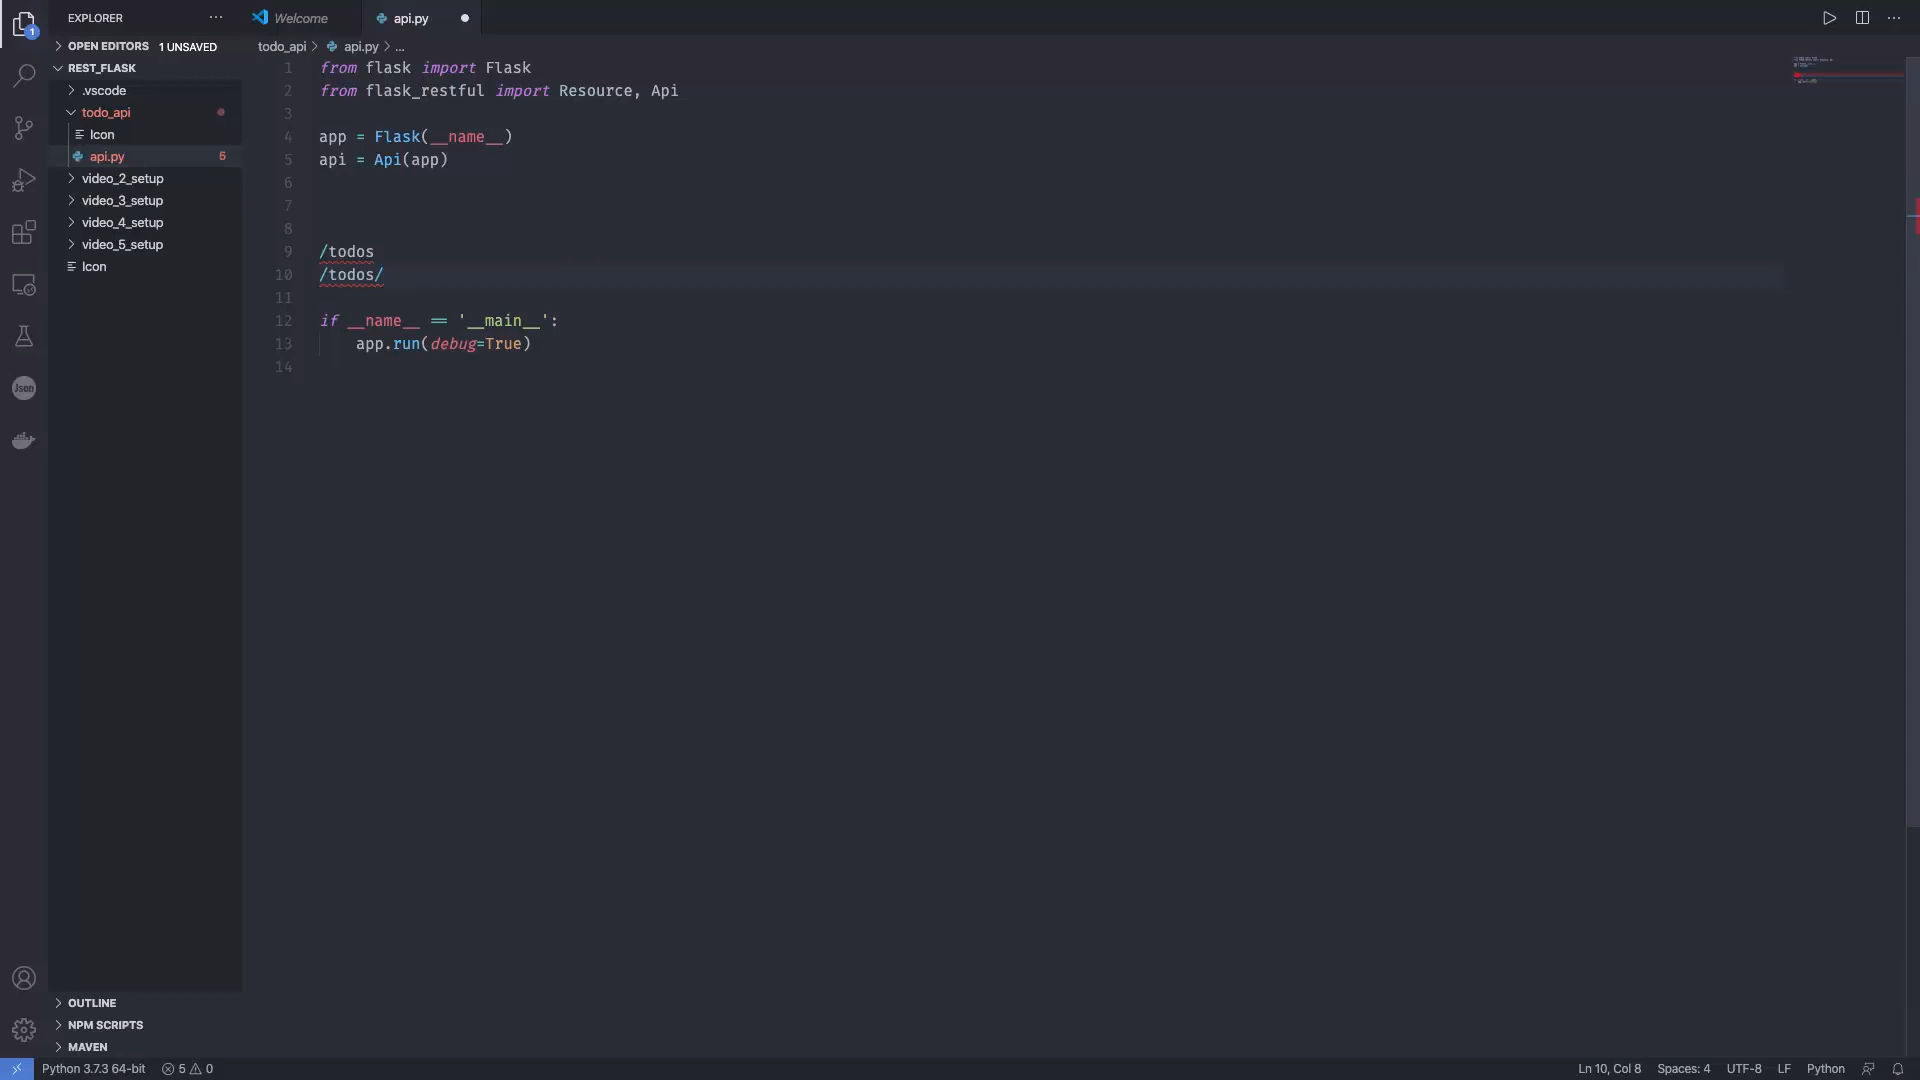 EXPLORER
Welcome
api.py
OPEN EDITORS 1 UNSAVED
todo_api > api.py > ...
REST_FLASK
.vscode
todo_api
Icon
api.py 5
video_2_setup
video_3_setup
video_4_setup
video_5_setup
Icon
1 from flask import Flask
2 from flask_restful import Resource, Api
3
4 app = Flask(__name__)
5 api = Api(app)
6
7
8
9 /todos
10 /todos/
11
12 if __name__ == '__main__':
13 app.run(debug=True)
14
1
Json
OUTLINE
NPM SCRIPTS
MAVEN
Python 3.7.3 64-bit 5 0
Ln 10, Col 8 Spaces: 4 UTF-8 LF Python